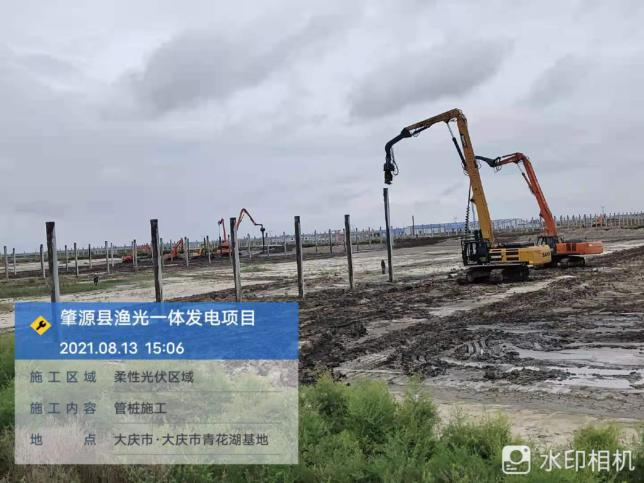 肇源县渔光一体发电项目
2021.08.13 15:06
施工区域 柔性光伏区域
施工内容 管桩施工
地点 大庆市·大庆市青花湖基地
水印相机